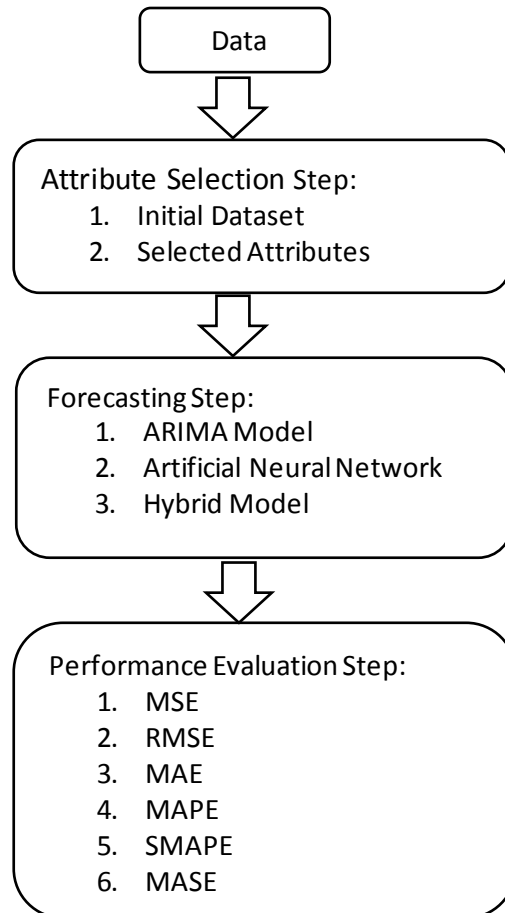 Data
Attribute Selection Step:
1. Initial Dataset
2. Selected Attributes
Forecasting Step:
1. ARIMA Model
2. Artificial Neural Network
3. Hybrid Model
Performance Evaluation Step:
1. MSE
2. RMSE
3. MAE
4. MAPE
5. SMAPE
6. MASE